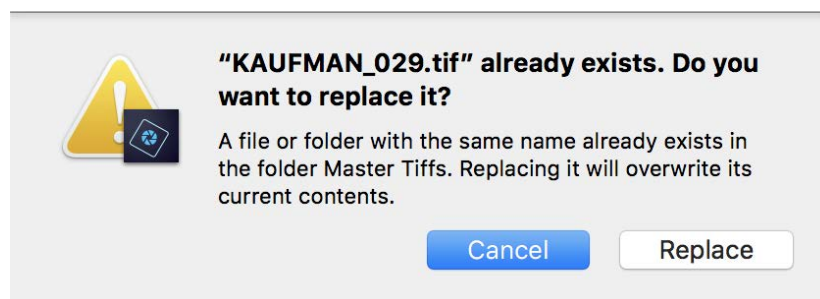 “KAUFMAN_029.tif” already exists. Do you
want to replace it?
A file or folder with the same name already exists in
the folder Master Tiffs. Replacing it will overwrite its
current contents.
Cancel
Replace